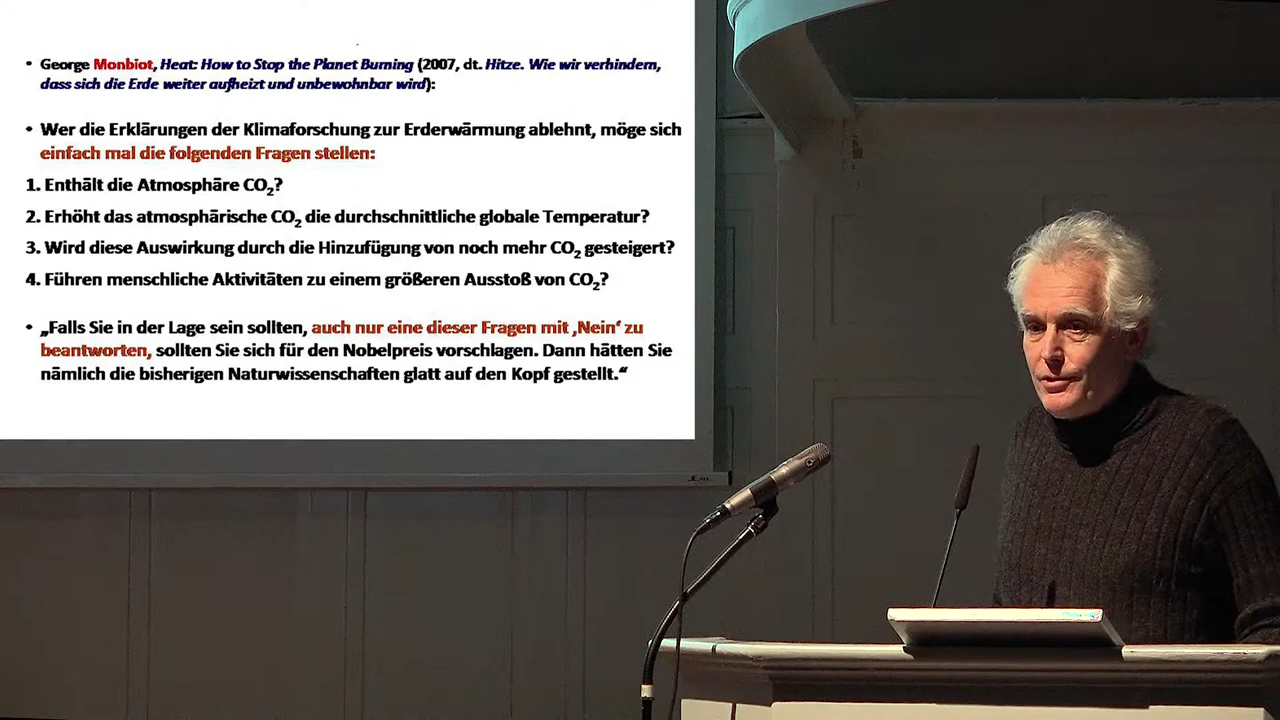 • George Monbiot, Heat: How to Stop the Planet Burning (2007, dt. Hitze. Wie wir verhindern,
dass sich die Erde weiter aufheizt und unbewohnbar wird):
• Wer die Erklärungen der Klimaforschung zur Erderwärmung ablehnt, möge sich
einfach mal die folgenden Fragen stellen:
1. Enthält die Atmosphäre CO₂?
2. Erhöht das atmosphärische CO₂ die durchschnittliche globale Temperatur?
3. Wird diese Auswirkung durch die Hinzufügung von noch mehr CO₂ gesteigert?
4. Führen menschliche Aktivitäten zu einem größeren Ausstoß von CO₂?
• „Falls Sie in der Lage sein sollten, auch nur eine dieser Fragen mit ‚Nein‘ zu
beantworten, sollten Sie sich für den Nobelpreis vorschlagen. Dann hätten Sie
nämlich die bisherigen Naturwissenschaften glatt auf den Kopf gestellt.“